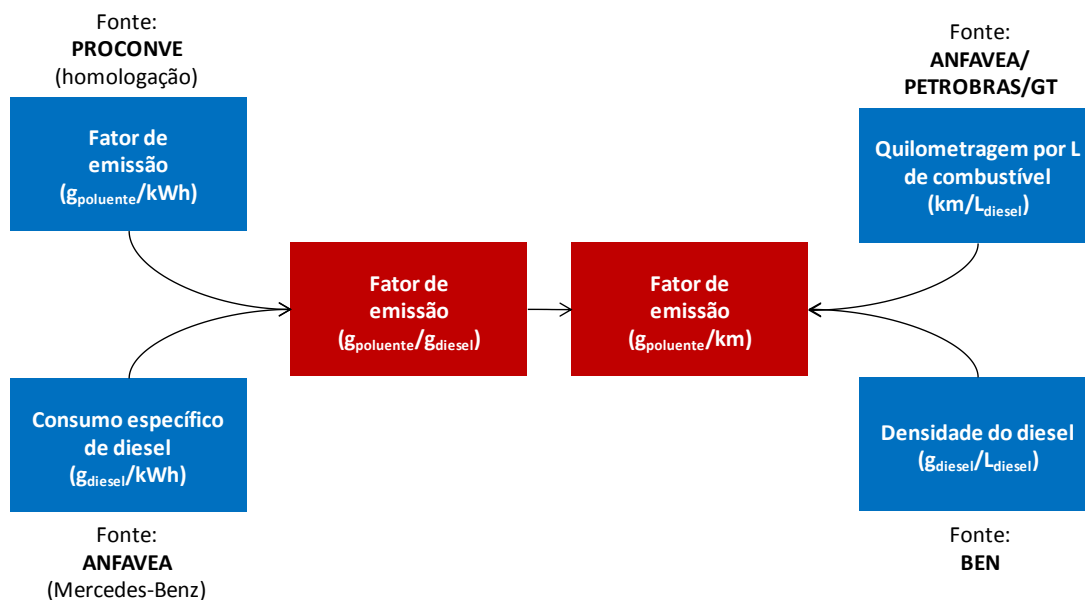 Fonte:
PROCONVE
(homologação)
Fator de
emissão
(gpoluente/kWh)
Consumo específico
de diesel
(gdiesel/kWh)
Fonte:
ANFAVEA
(Mercedes-Benz)
Fator de
emissão
(gpoluente/gdiesel)
Fator de
emissão
(gpoluente/km)
Fonte:
ANFAVEA/
PETROBRAS/GT
Quilometragem por L
de combustível
(km/Ldiesel)
Densidade do diesel
(gdiesel/Ldiesel)
Fonte:
BEN